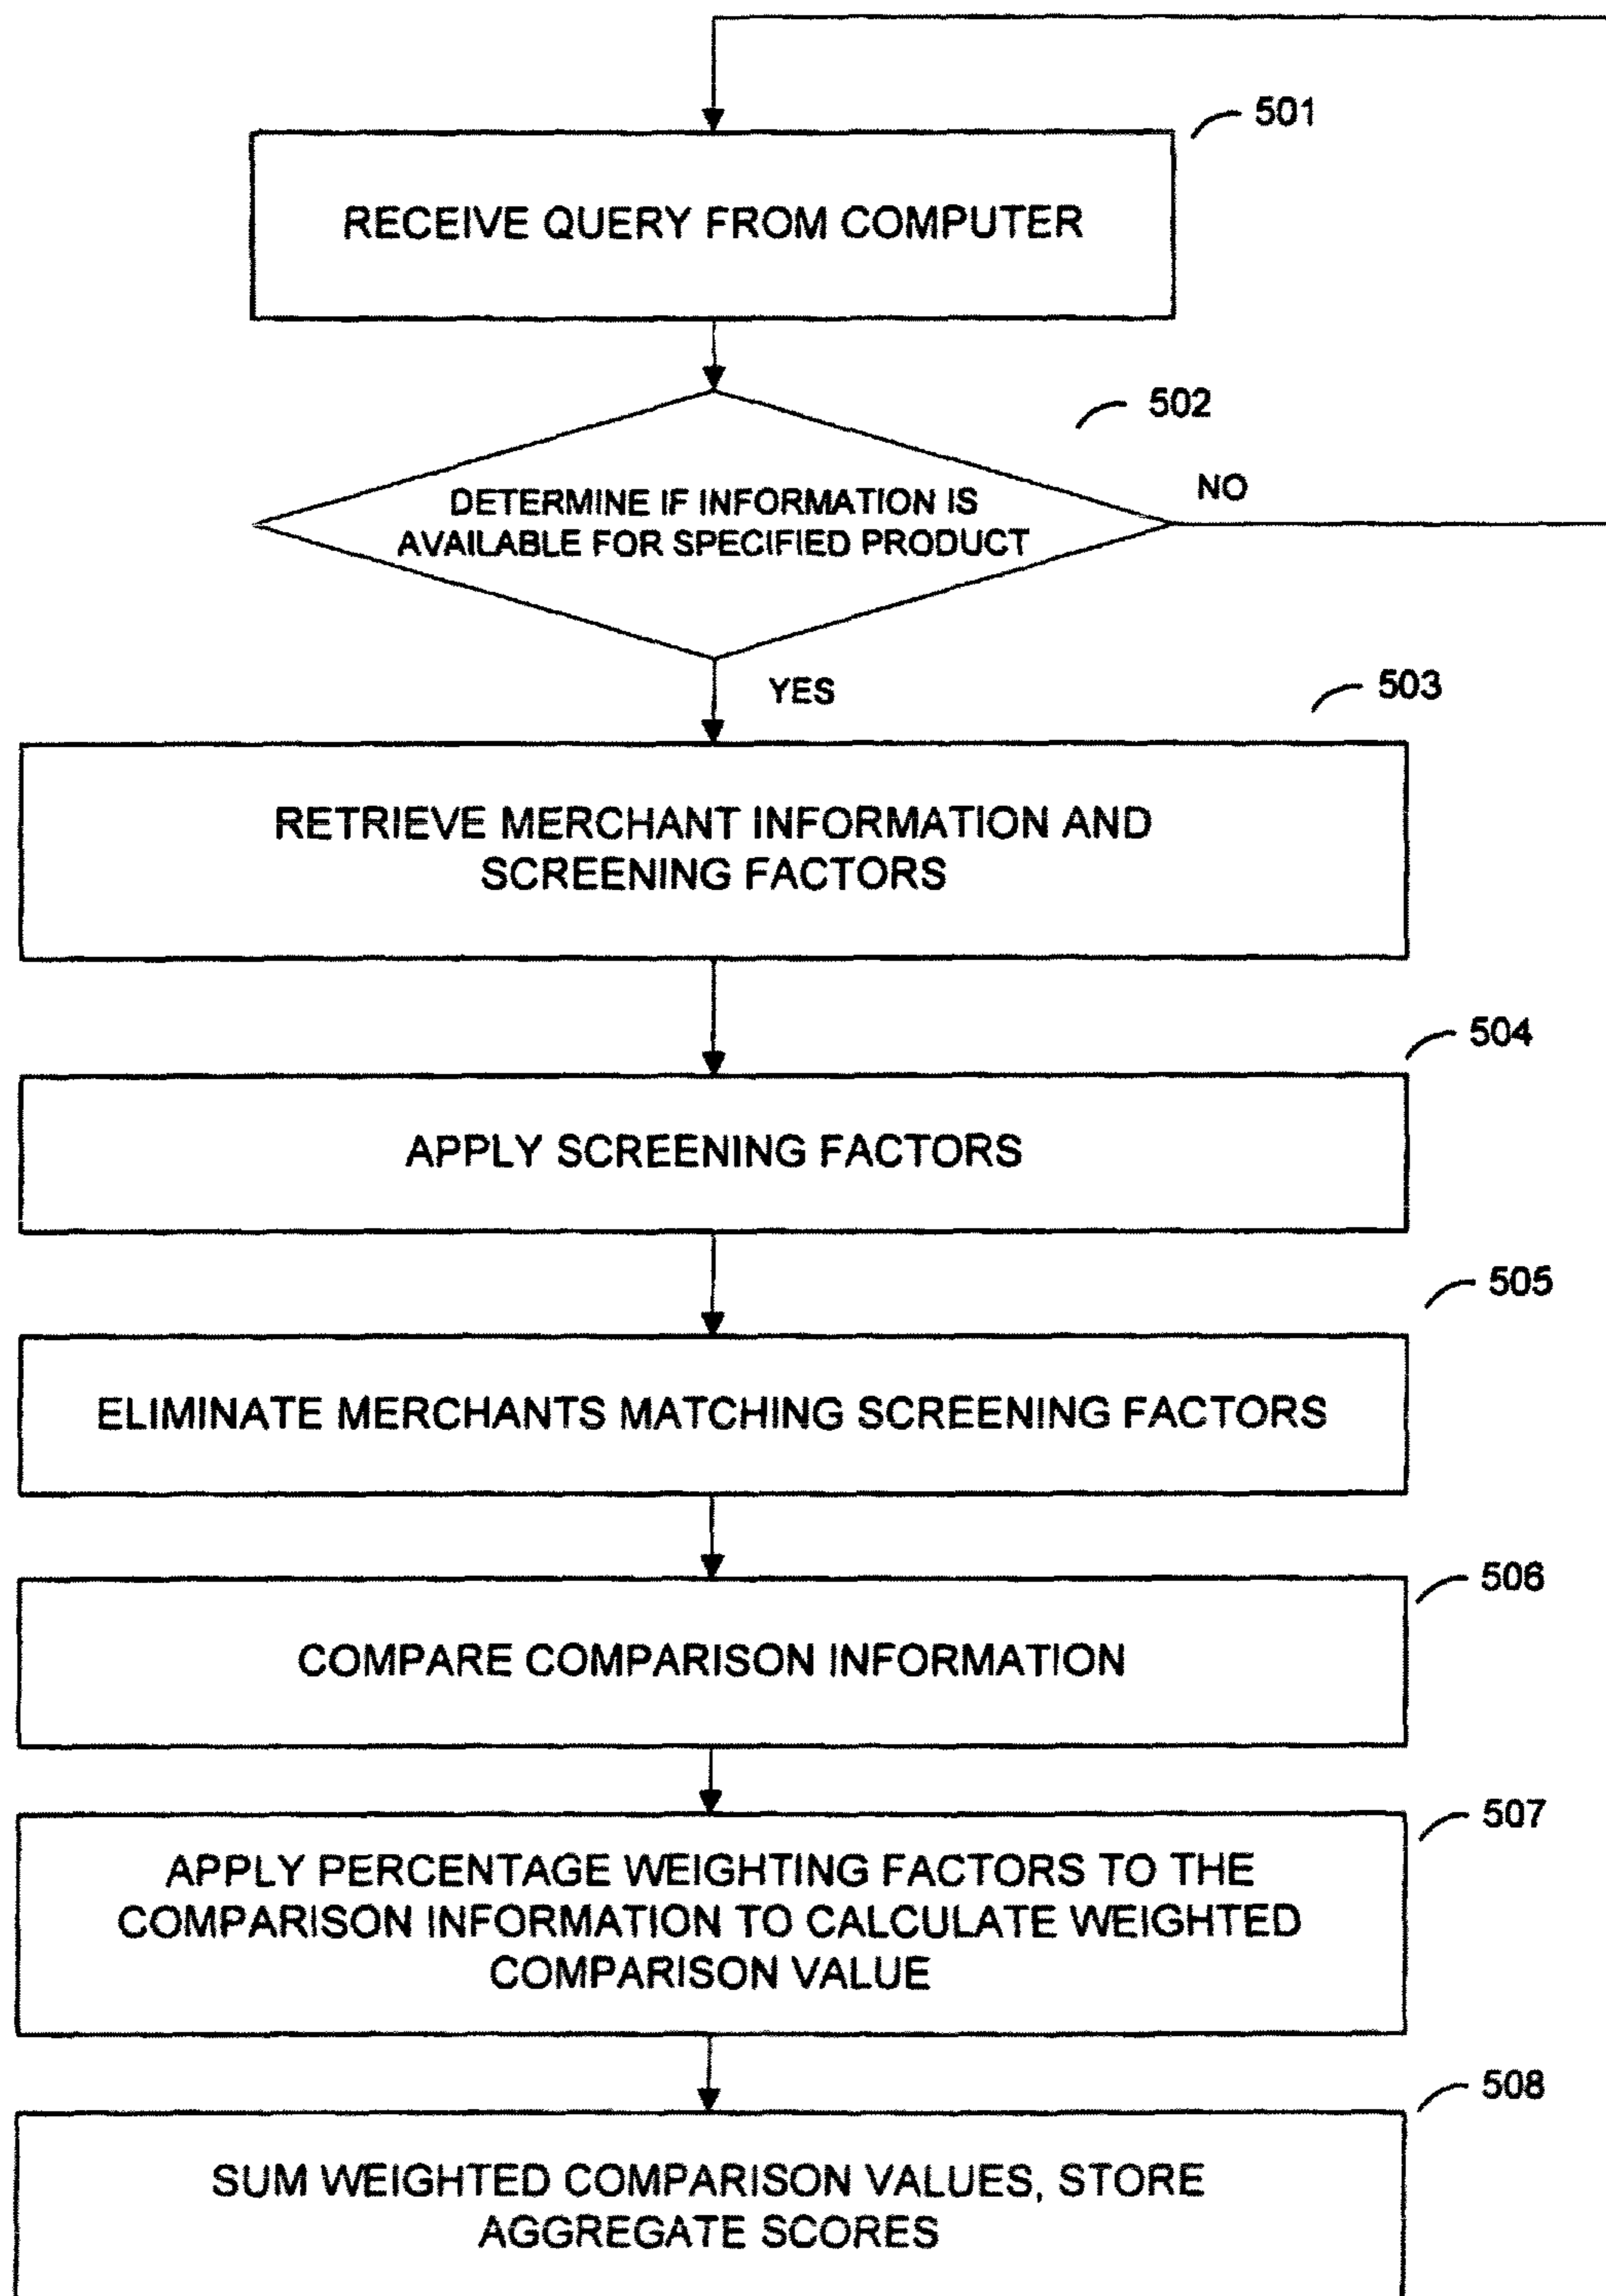 501
RECEIVE QUERY FROM COMPUTER
502
DETERMINE IF INFORMATION IS
AVAILABLE FOR SPECIFIED PRODUCT
NO
YES
503
RETRIEVE MERCHANT INFORMATION AND
SCREENING FACTORS
504
APPLY SCREENING FACTORS
505
ELIMINATE MERCHANTS MATCHING SCREENING FACTORS
506
COMPARE COMPARISON INFORMATION
507
APPLY PERCENTAGE WEIGHTING FACTORS TO THE
COMPARISON INFORMATION TO CALCULATE WEIGHTED
COMPARISON VALUE
508
SUM WEIGHTED COMPARISON VALUES, STORE
AGGREGATE SCORES